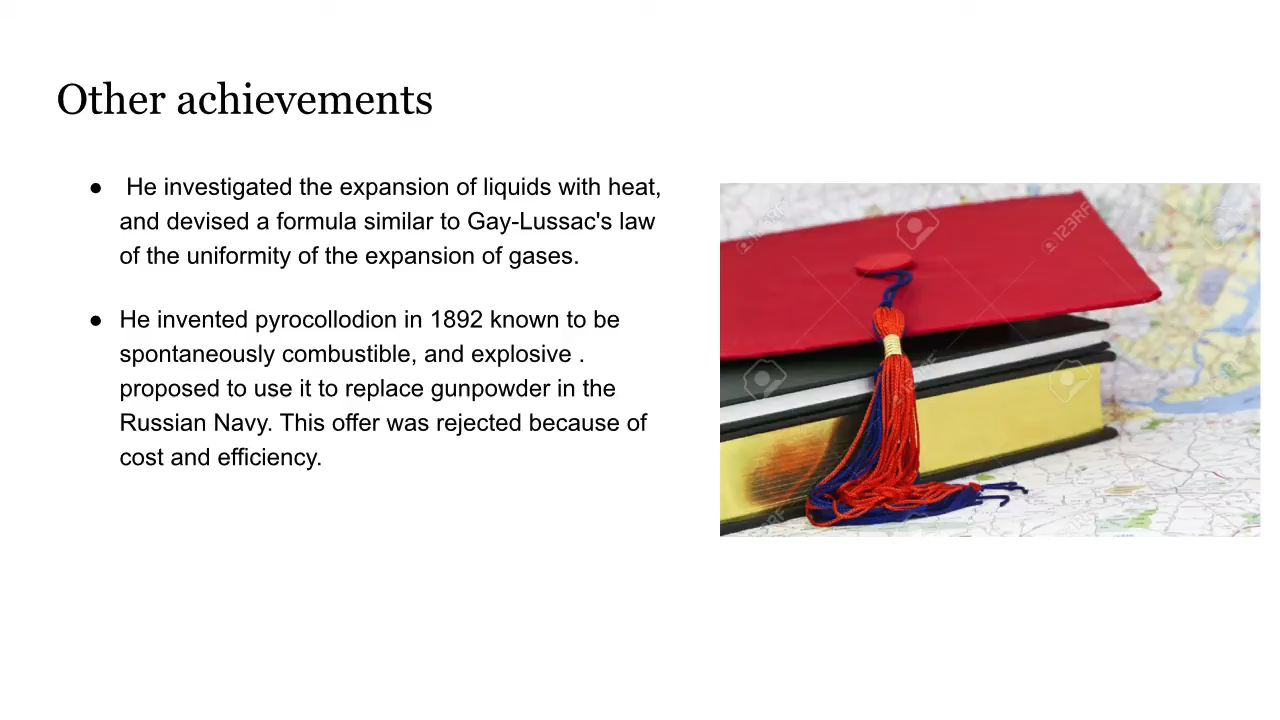 Other achievements
● He investigated the expansion of liquids with heat,
and devised a formula similar to Gay-Lussac's law
of the uniformity of the expansion of gases.
● He invented pyrocollodion in 1892 known to be
spontaneously combustible, and explosive .
proposed to use it to replace gunpowder in the
Russian Navy. This offer was rejected because of
cost and efficiency.
123RF
123RF